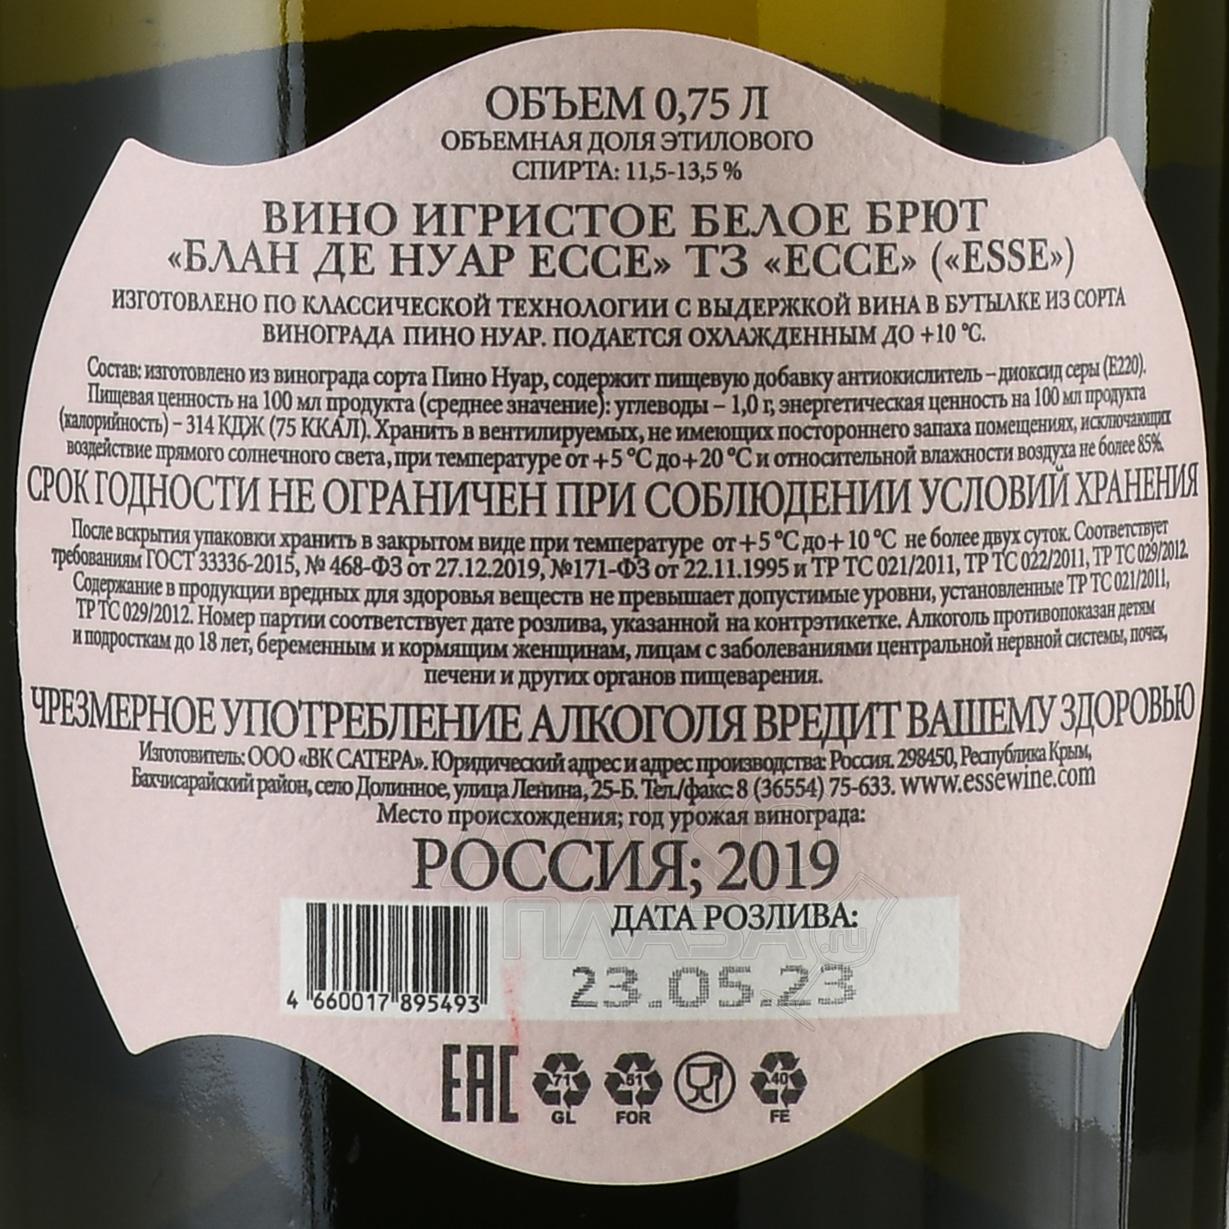 ОБЪЕМ 0,75 Л
ОБЪЕМНАЯ ДОЛЯ ЭТИЛОВОГО
СПИРТА: 11,5-13,5 %
ВИНО ИГРИСТОЕ БЕЛОЕ БРЮТ
«БЛАН ДЕ НУАР ЕССЕ» ТЗ «ЕССЕ» («ESSE»)
ИЗГОТОВЛЕНО ПО КЛАССИЧЕСКОЙ ТЕХНОЛОГИИ С ВЫДЕРЖКОЙ ВИНА В БУТЫЛКЕ ИЗ СОРТА
ВИНОГРАДА ПИНО НУАР. ПОДАЕТСЯ ОХЛАЖДЕННЫМ ДО +10 °С.
Состав: изготовлено из винограда сорта Пино Нуар, содержит пищевую добавку антиокислитель – диоксид серы (Е220).
Пищевая ценность на 100 мл продукта (среднее значение): углеводы – 1,0 г, энергетическая ценность на 100 мл продукта
(калорийность) – 314 КДЖ (75 ККАЛ). Хранить в вентилируемых, не имеющих постороннего запаха помещениях, исключающих
воздействие прямого солнечного света, при температуре от +5 °С до+20 °С и относительной влажности воздуха не более 85%.
СРОК ГОДНОСТИ НЕ ОГРАНИЧЕН ПРИ СОБЛЮДЕНИИ УСЛОВИЙ ХРАНЕНИЯ
После вскрытия упаковки хранить в закрытом виде при температуре от +5 °С до+ 10 °С не более двух суток. Соответствует
требованиям ГОСТ 33336-2015, № 468-ФЗ от 27.12.2019, №171-ФЗ от 22.11.1995 и ТР ТС 021/2011, ТР ТС 022/2011, ТР ТС 029/2012.
Содержание в продукции вредных для здоровья веществ не превышает допустимые уровни, установленные ТР ТС 021/2011,
ТР ТС 029/2012. Номер партии соответствует дате розлива, указанной на контрэтикетке. Алкоголь противопоказан детям
и подросткам до 18 лет, беременным и кормящим женщинам, лицам с заболеваниями центральной нервной системы, почек,
печени и других органов пищеварения.
ЧРЕЗМЕРНОЕ УПОТРЕБЛЕНИЕ АЛКОГОЛЯ ВРЕДИТ ВАШЕМУ ЗДОРОВЬЮ
Изготовитель: ООО «ВК САТЕРА». Юридический адрес и адрес производства: Россия. 298450, Республика Крым,
Бахчисарайский район, село Долинное, улица Ленина, 25-Б. Тел./факс: 8 (36554) 75-633. www.essewine.com
Место происхождения; год урожая винограда:
РОССИЯ; 2019
ДАТА РОЗЛИВА:
23.05.23
4 660017 895493
EAC 71 51 40
GL FOR FE
АЛКО
ПЛАЗА.ru